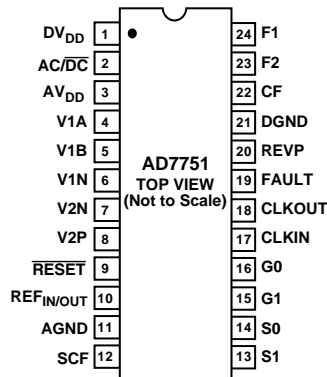 DVDD 1 24 F1
AC/DC 2 23 F2
AVDD 3 22 CF
V1A 4 21 DGND
V1B 5 20 REVP
V1N 6 19 FAULT
V2N 7 18 CLKOUT
V2P 8 17 CLKIN
RESET 9 16 G0
REFIN/OUT 10 15 G1
AGND 11 14 S0
SCF 12 13 S1
AD7751
TOP VIEW
(Not to Scale)